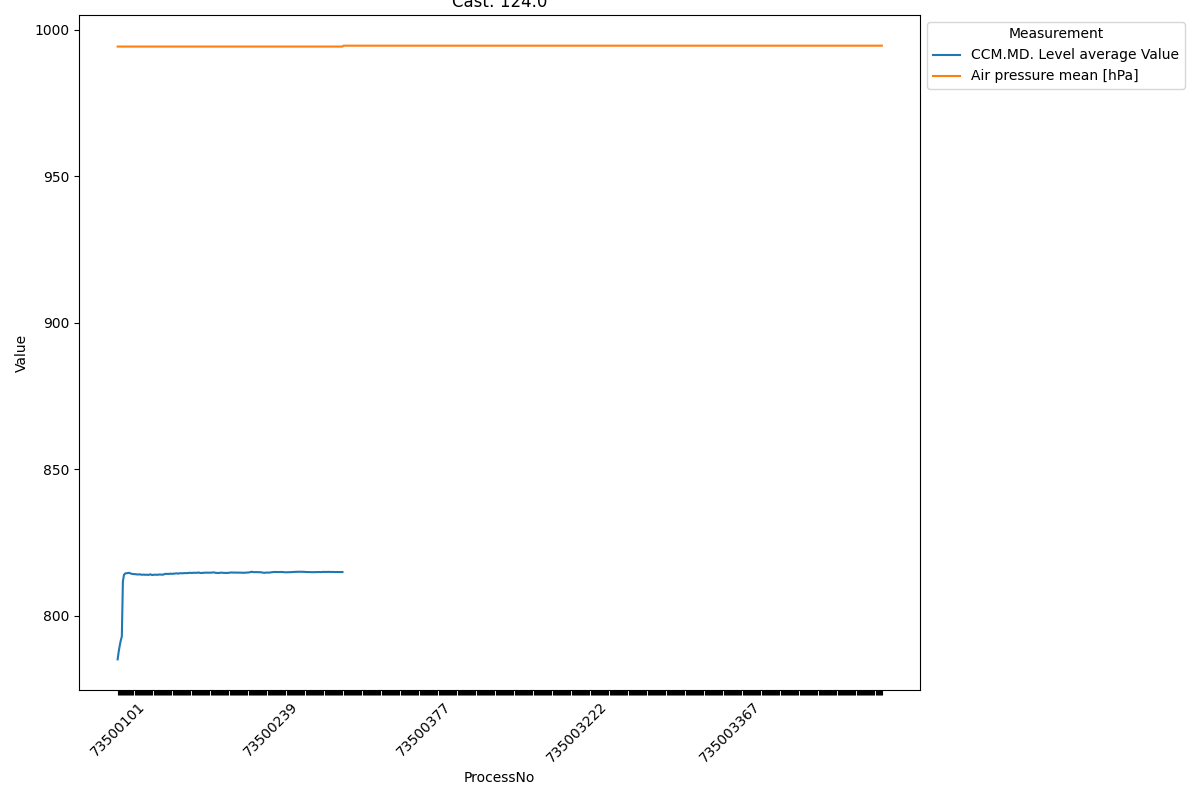 Cast: 124.0
Measurement
CCM.MD. Level average Value
Air pressure mean [hPa]
1000
950
900
850
800
Value
73500101
73500239
73500377
735003222
735003367
ProcessNo